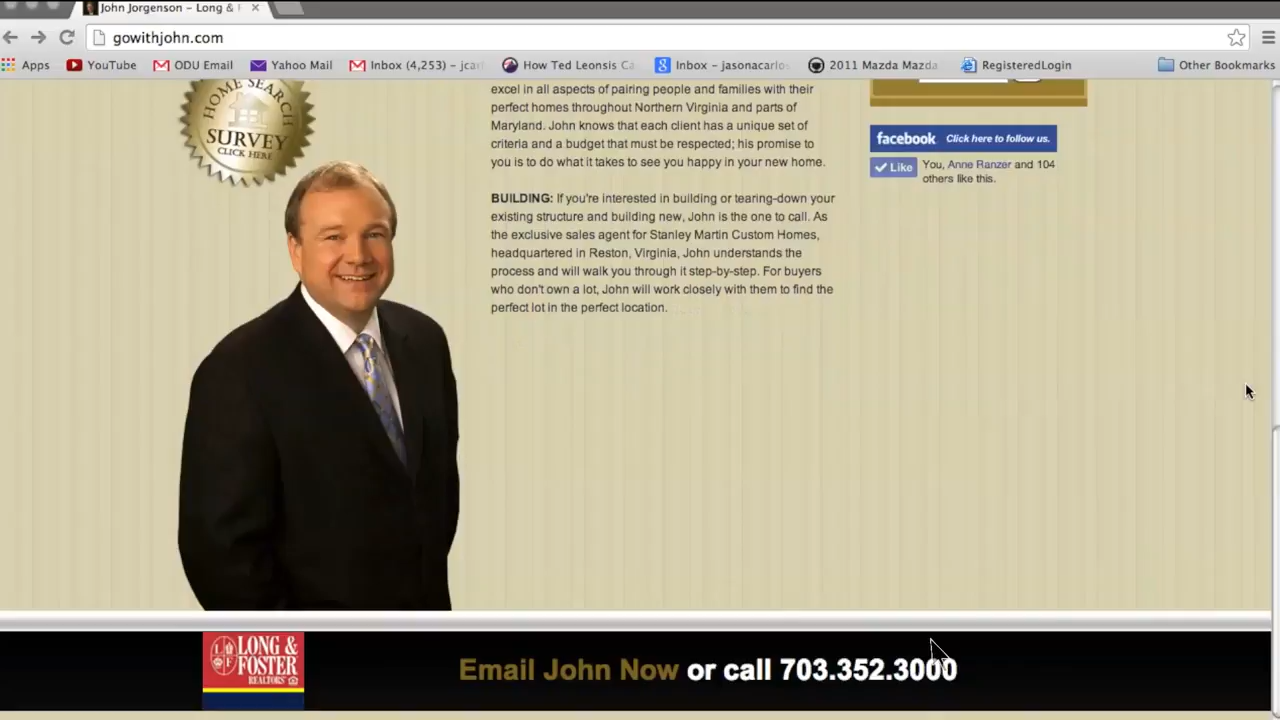 John Jorgenson – Long & F
gowithjohn.com
Apps YouTube ODU Email Yahoo Mail Inbox (4,253) – jcar How Ted Leonsis Ca Inbox – jasonacarlos 2011 Mazda Mazda RegisteredLogin Other Bookmarks
HOME SEARCH
SURVEY
CLICK HERE
excel in all aspects of pairing people and families with their
perfect homes throughout Northern Virginia and parts of
Maryland. John knows that each client has a unique set of
criteria and a budget that must be respected; his promise to
you is to do what it takes to see you happy in your new home.
BUILDING: If you're interested in building or tearing-down your
existing structure and building new, John is the one to call. As
the exclusive sales agent for Stanley Martin Custom Homes,
headquartered in Reston, Virginia, John understands the
process and will walk you through it step-by-step. For buyers
who don't own a lot, John will work closely with them to find the
perfect lot in the perfect location.
facebook Click here to follow us.
Like You, Anne Ranzer and 104
others like this.
LONG &
FOSTER
REALTORS
LF
Email John Now or call 703.352.3000